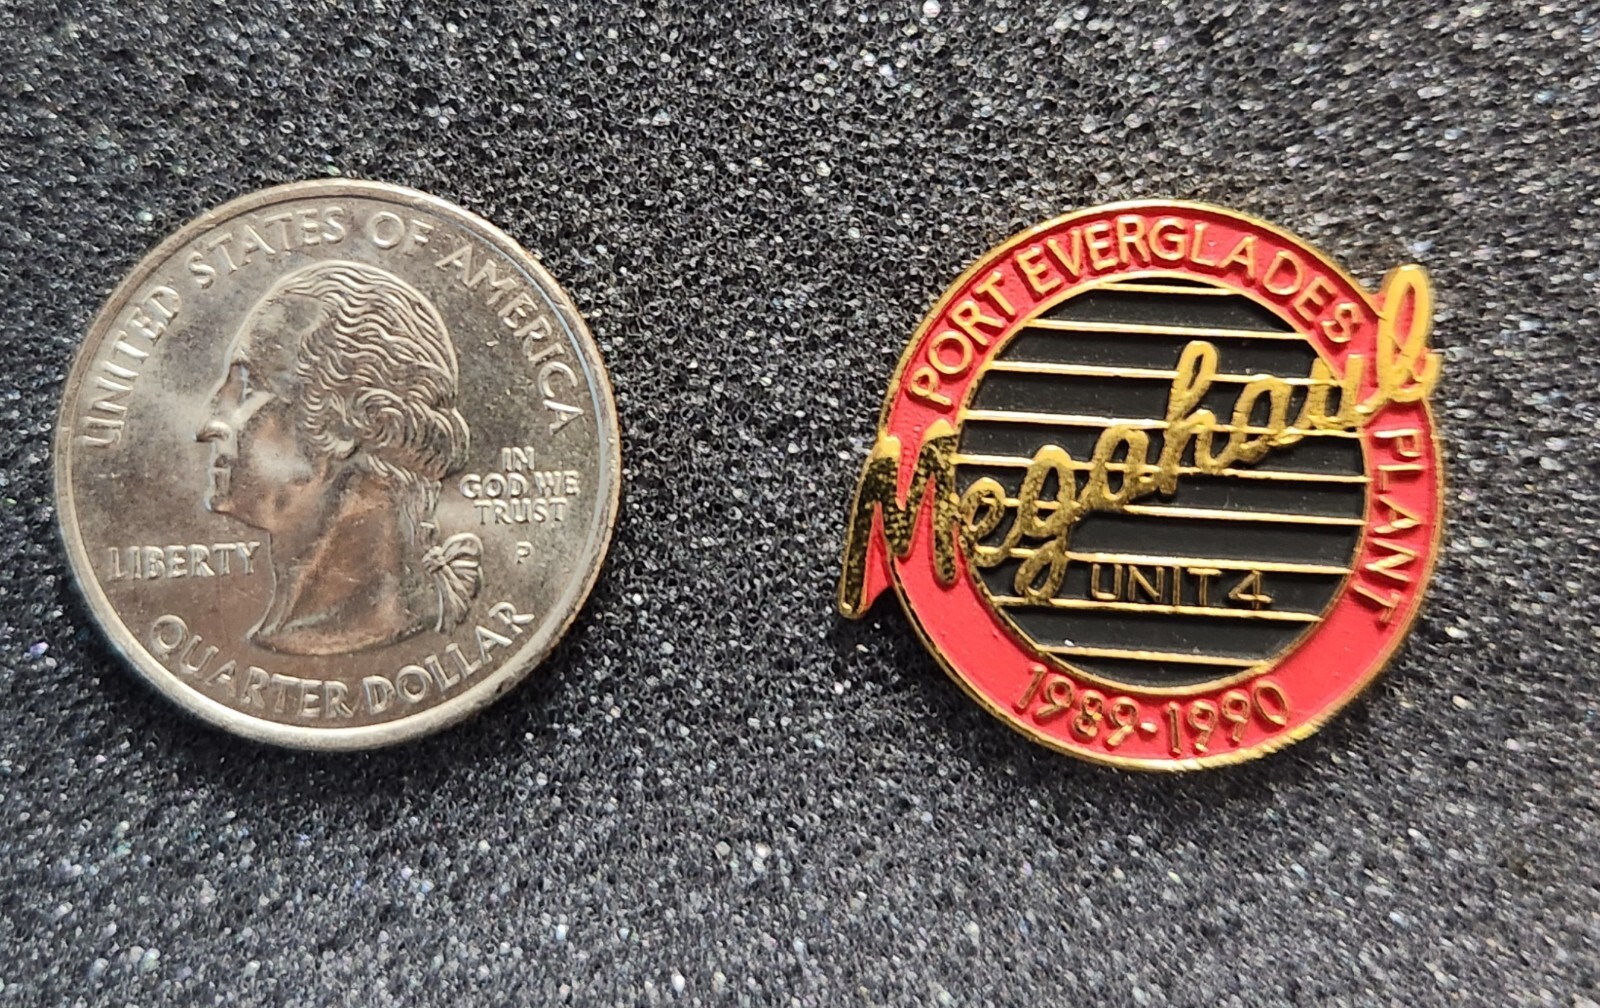 UNITED STATES OF AMERICA
LIBERTY
IN
GOD WE
TRUST
P
QUARTER DOLLAR
PORT EVERGLADES PLANT
Megahaul
UNIT 4
1989-1990